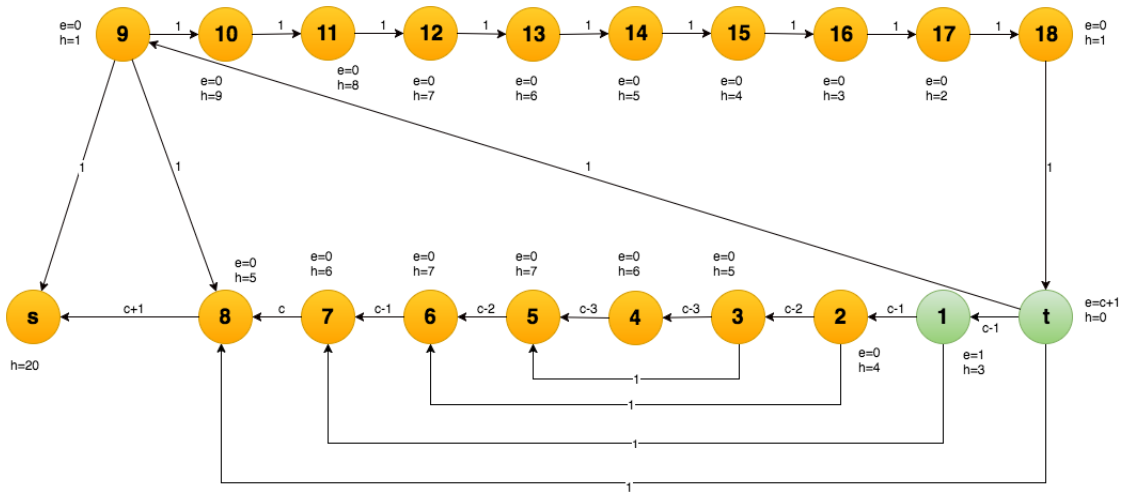 1 1 1 1 1 1 1 1 1
e=0
h=1
9 10 11 12 13 14 15 16 17 18
e=0
h=1
e=0
h=9
e=0
h=8
e=0
h=7
e=0
h=6
e=0
h=5
e=0
h=4
e=0
h=3
e=0
h=2
1 1 1 1
e=0
h=5
e=0
h=6
e=0
h=7
e=0
h=7
e=0
h=6
e=0
h=5
c+1 c c-1 c-2 c-3 c-3 c-2 c-1 c-1
s 8 7 6 5 4 3 2 1 t
e=c+1
h=0
h=20
e=0
h=4
e=1
h=3
1
1
1
1